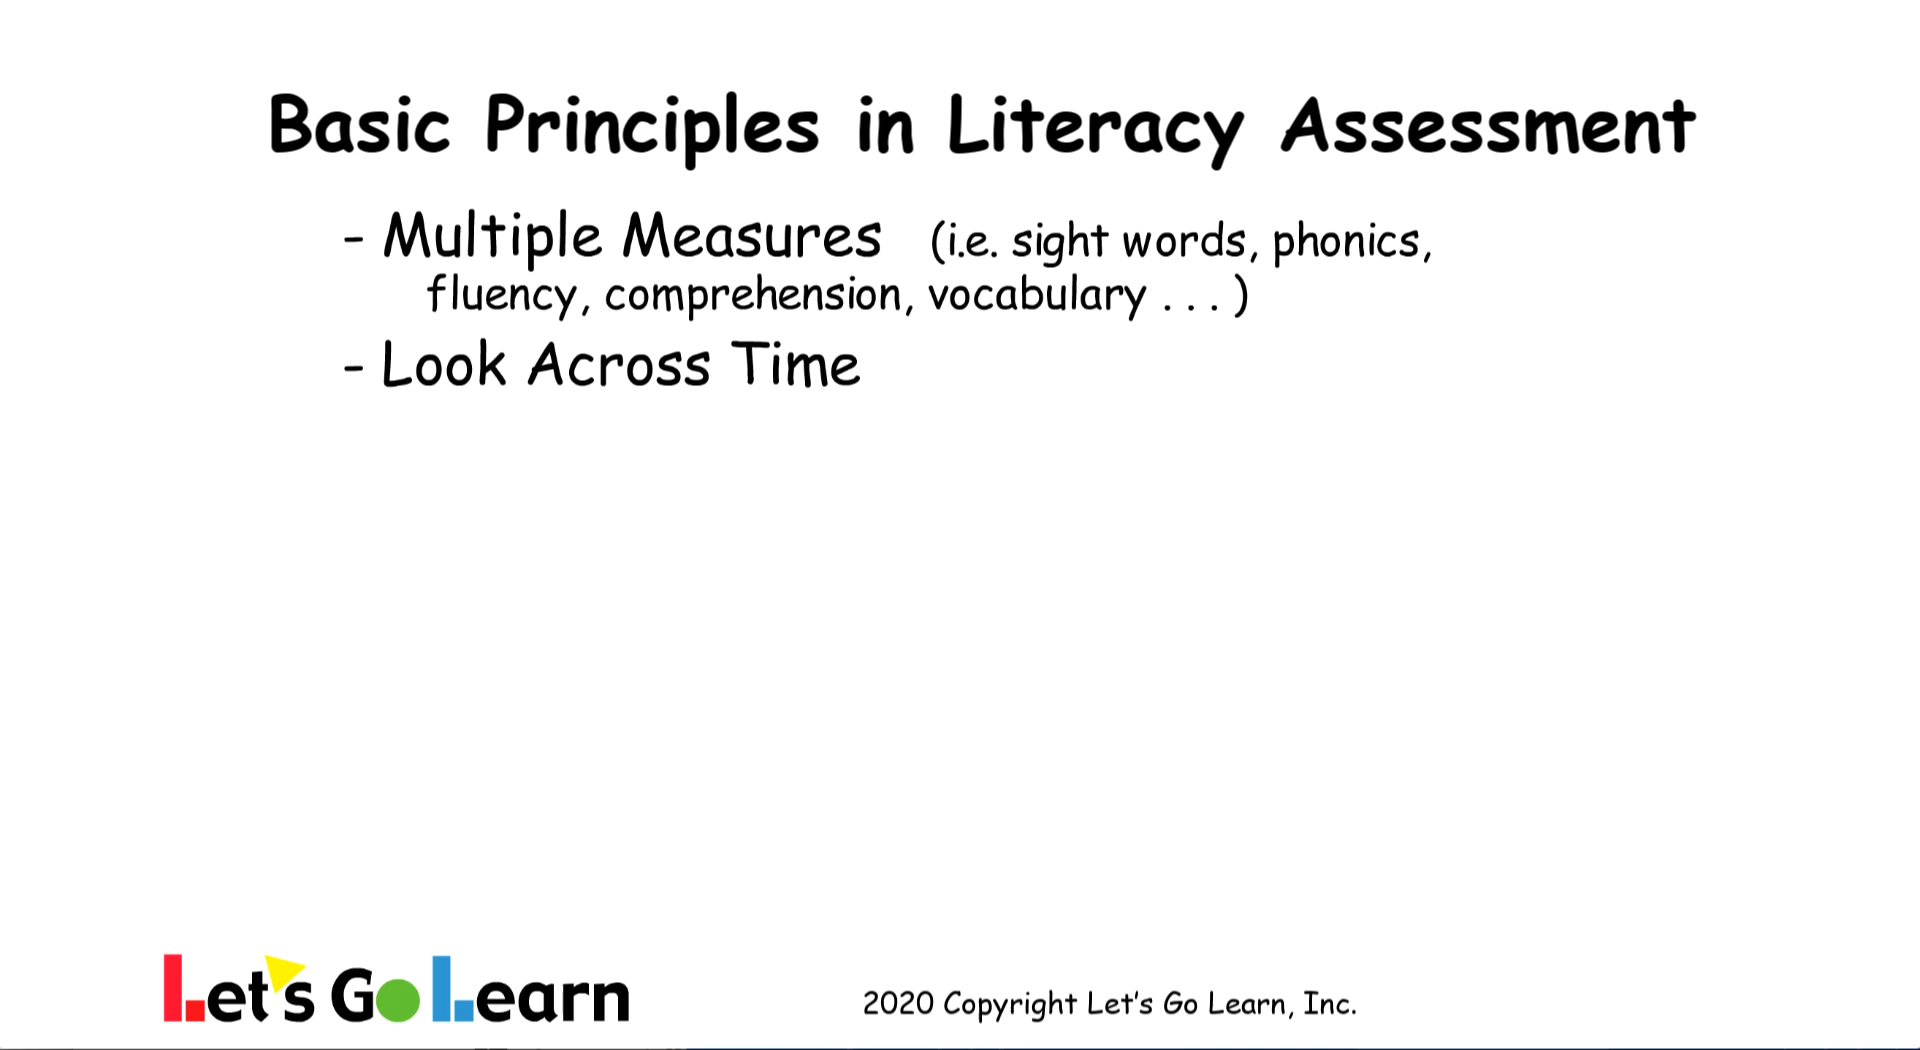 Basic Principles in Literacy Assessment
- Multiple Measures (i.e. sight words, phonics,
fluency, comprehension, vocabulary . . . )
- Look Across Time
Let's Go Learn
2020 Copyright Let's Go Learn, Inc.